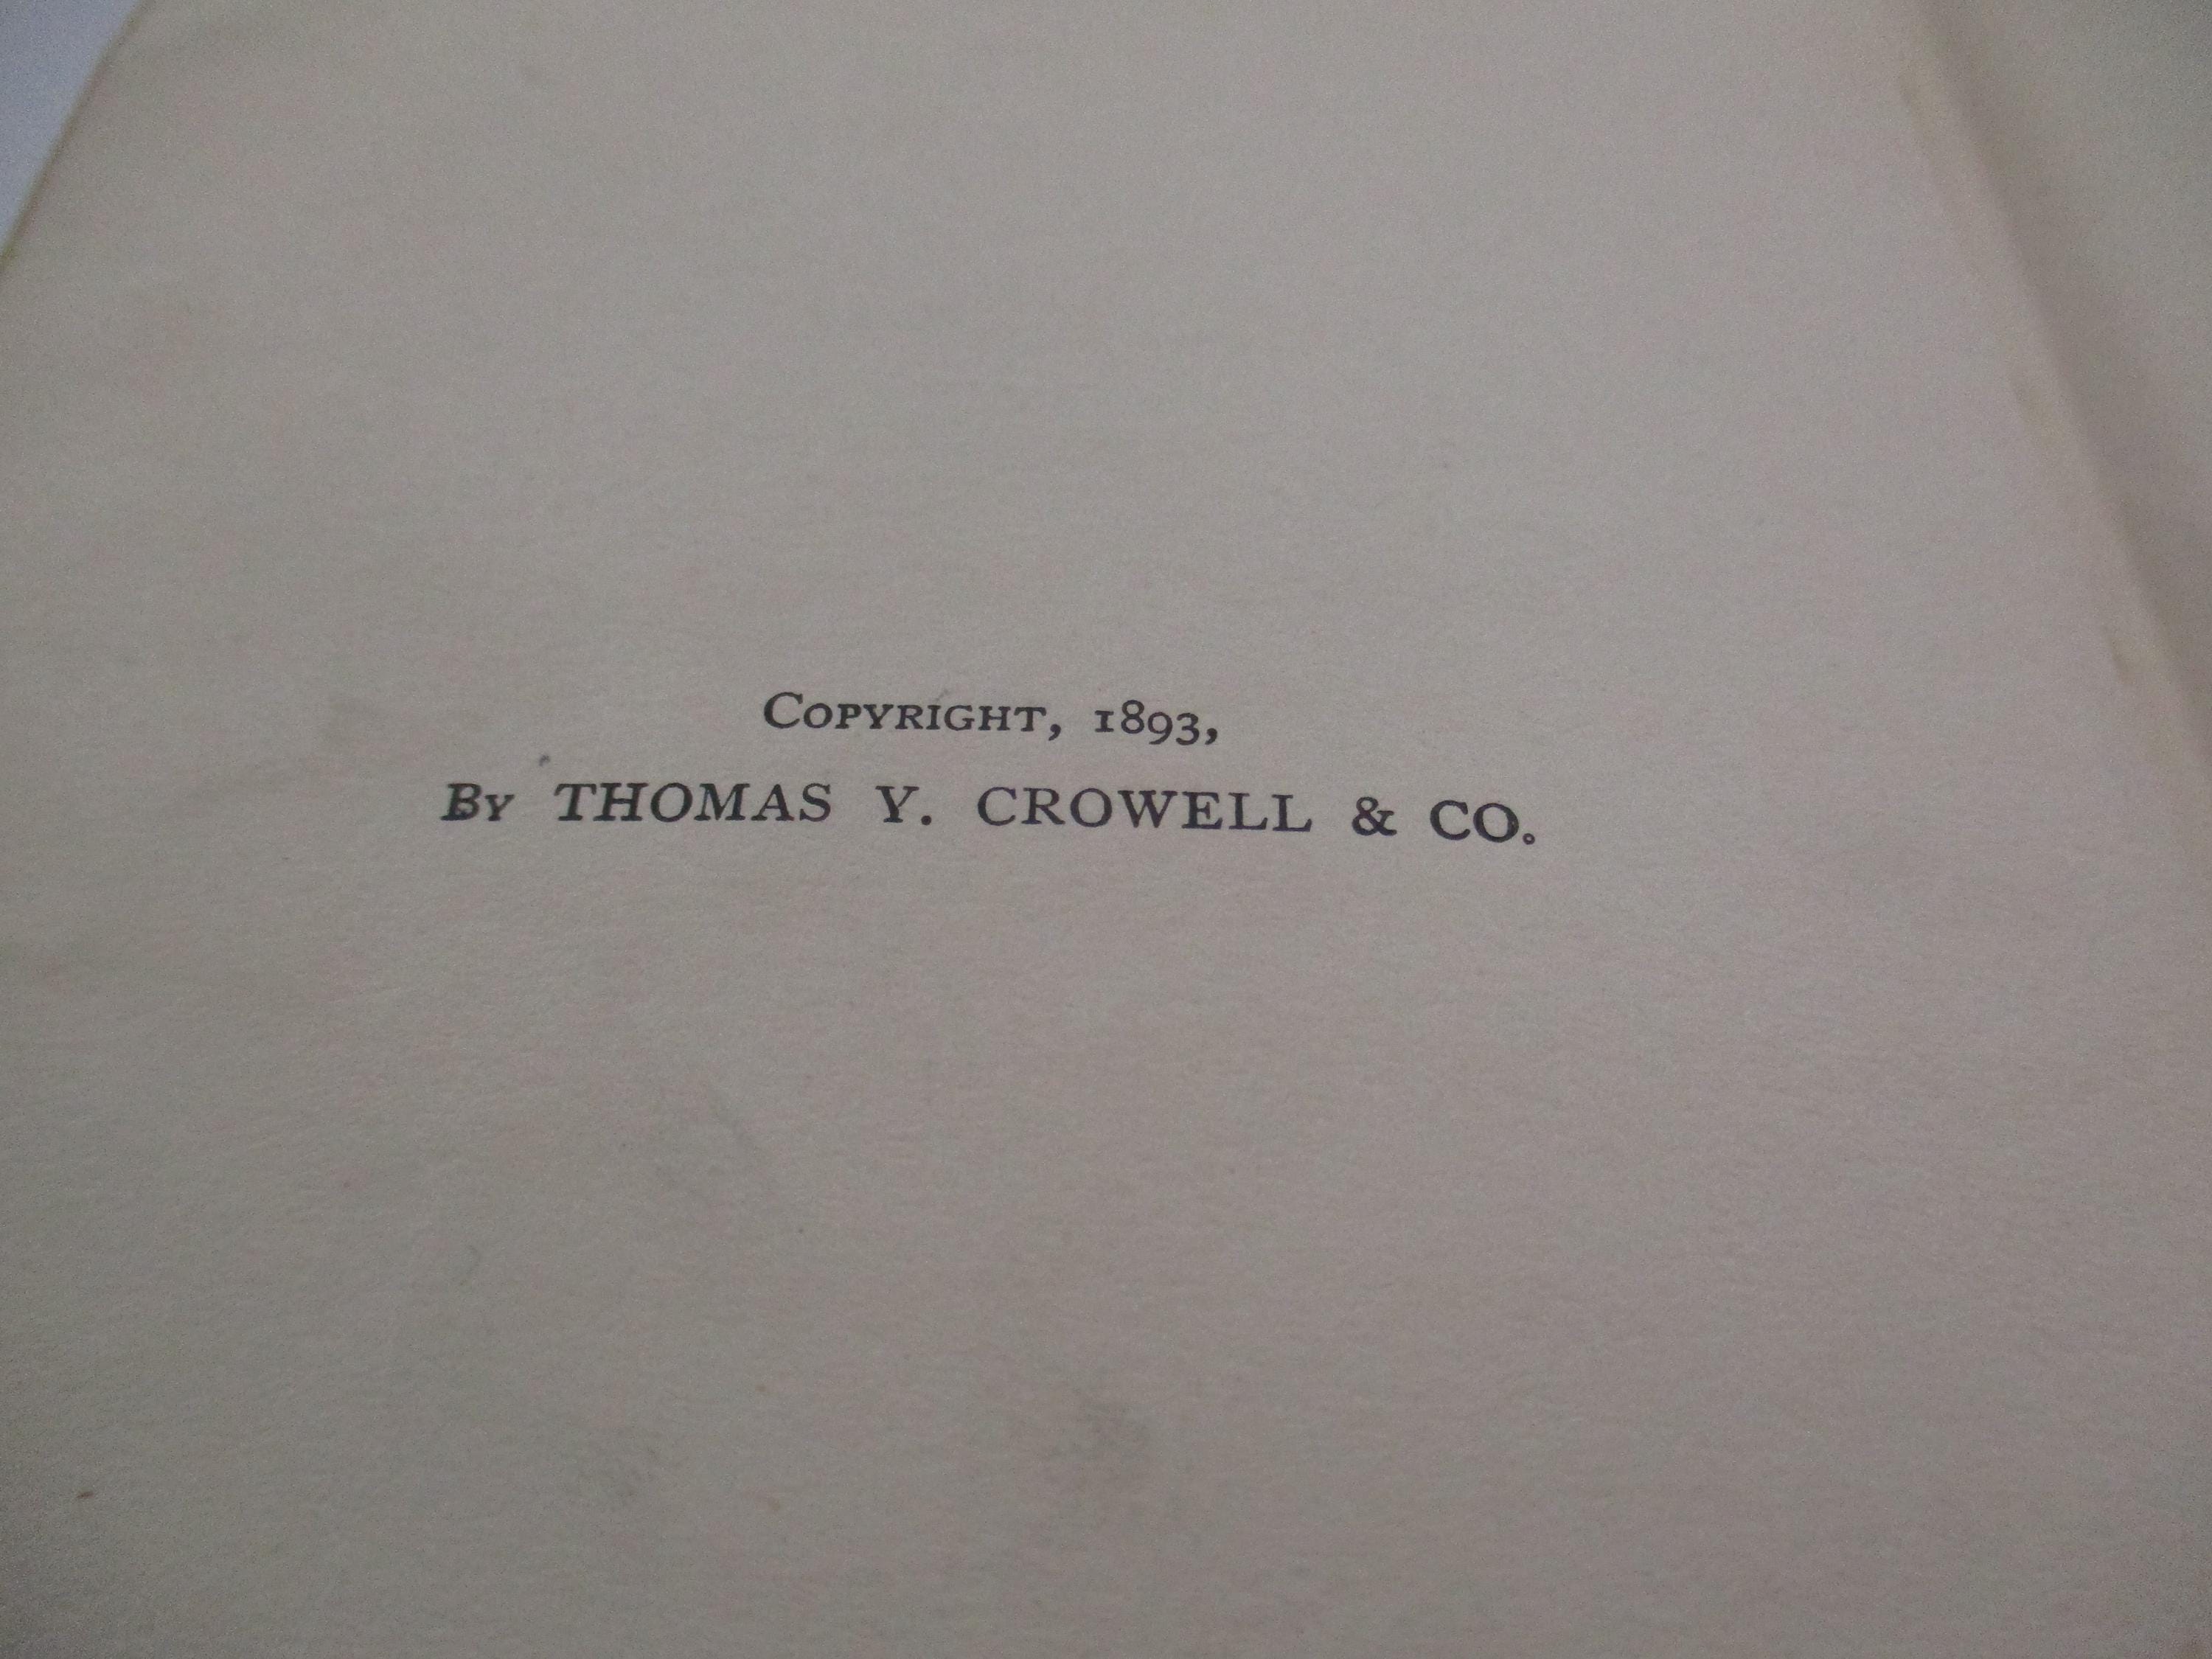 COPYRIGHT, 1893,
BY THOMAS Y. CROWELL & CO.